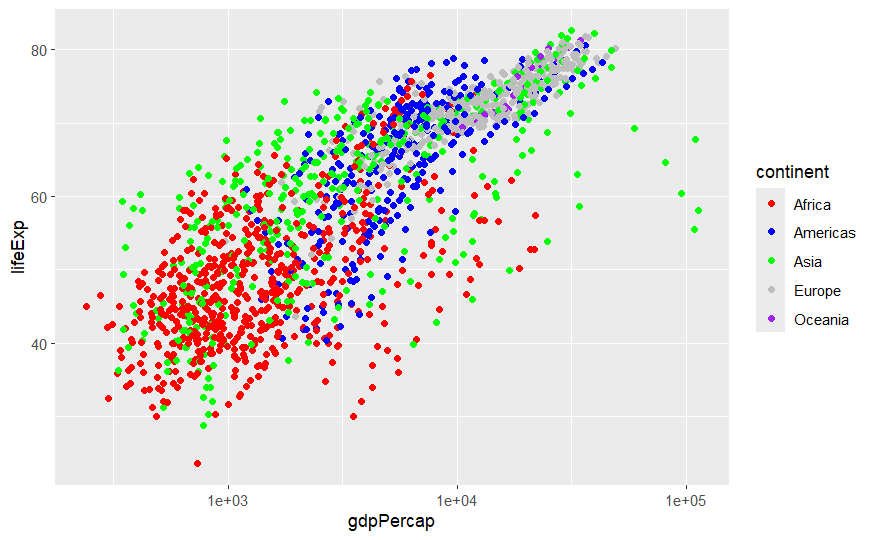 80
60
40
lifeExp
1e+03
1e+04
1e+05
gdpPercap
continent
Africa
Americas
Asia
Europe
Oceania